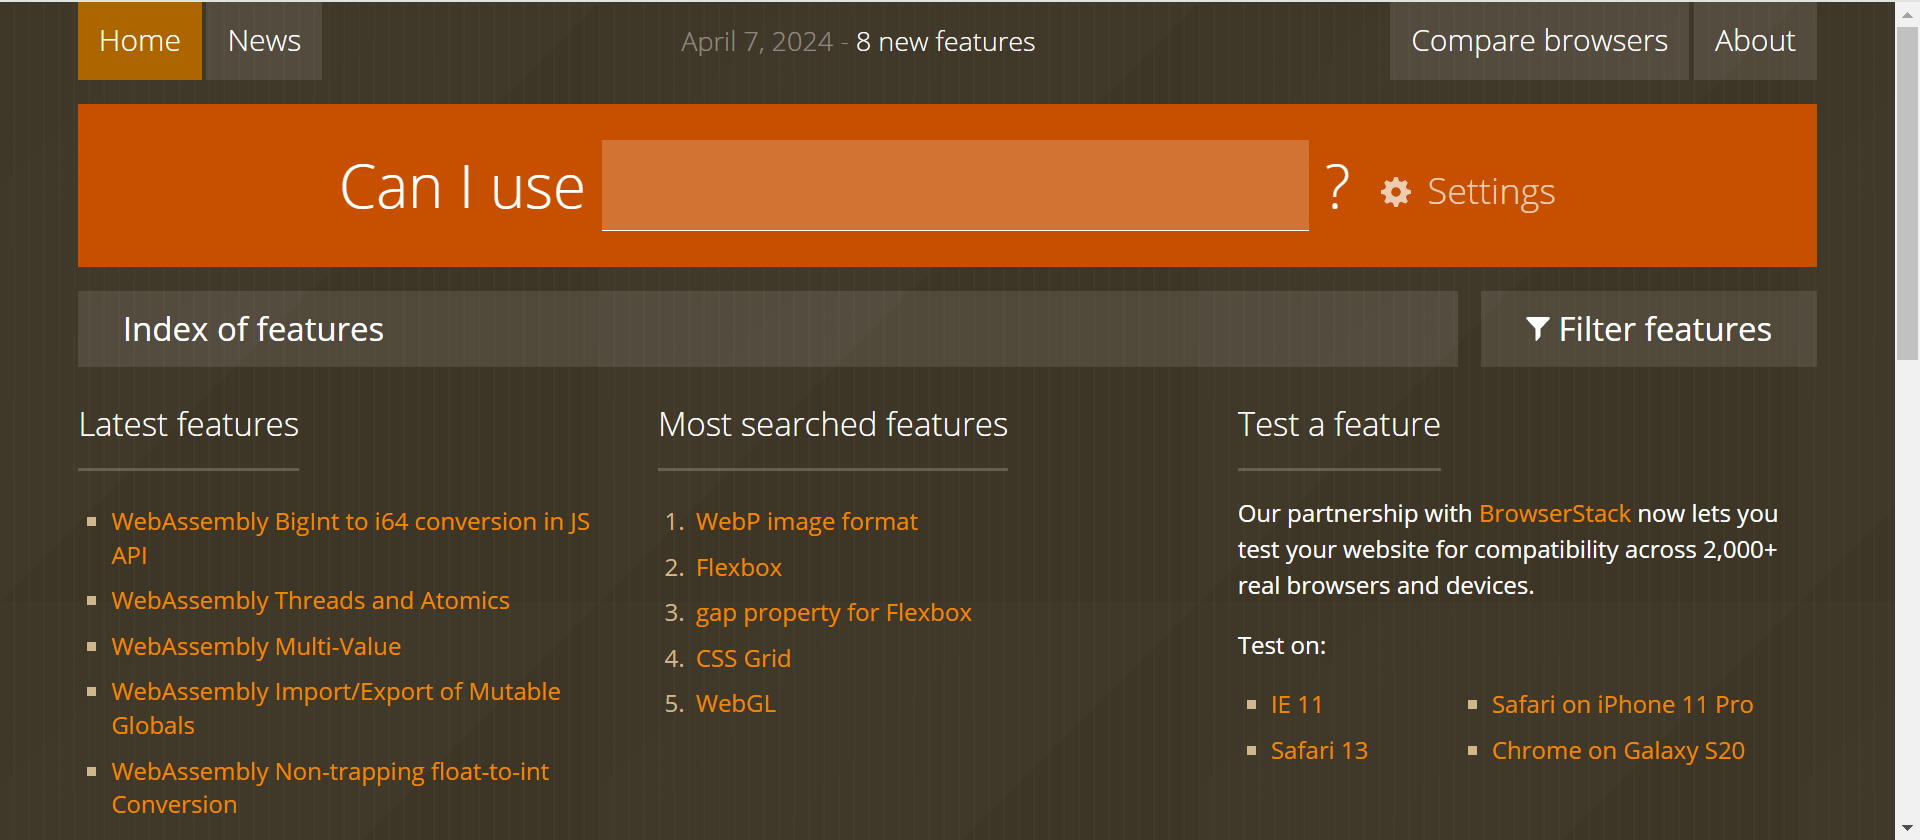 Home
News
April 7, 2024 - 8 new features
Compare browsers
About
Can I use
?
Settings
Index of features
Filter features
Latest features
WebAssembly BigInt to i64 conversion in JS
API
WebAssembly Threads and Atomics
WebAssembly Multi-Value
WebAssembly Import/Export of Mutable
Globals
WebAssembly Non-trapping float-to-int
Conversion
Most searched features
1. WebP image format
2. Flexbox
3. gap property for Flexbox
4. CSS Grid
5. WebGL
Test a feature
Our partnership with BrowserStack now lets you
test your website for compatibility across 2,000+
real browsers and devices.
Test on:
IE 11
Safari 13
Safari on iPhone 11 Pro
Chrome on Galaxy S20